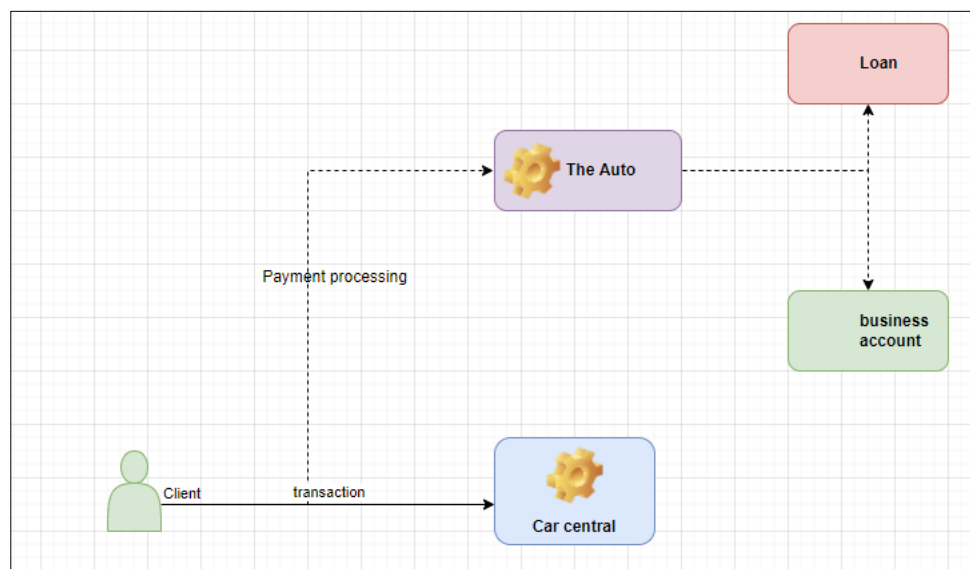 Loan
The Auto
Payment processing
business
account
Client
transaction
Car central